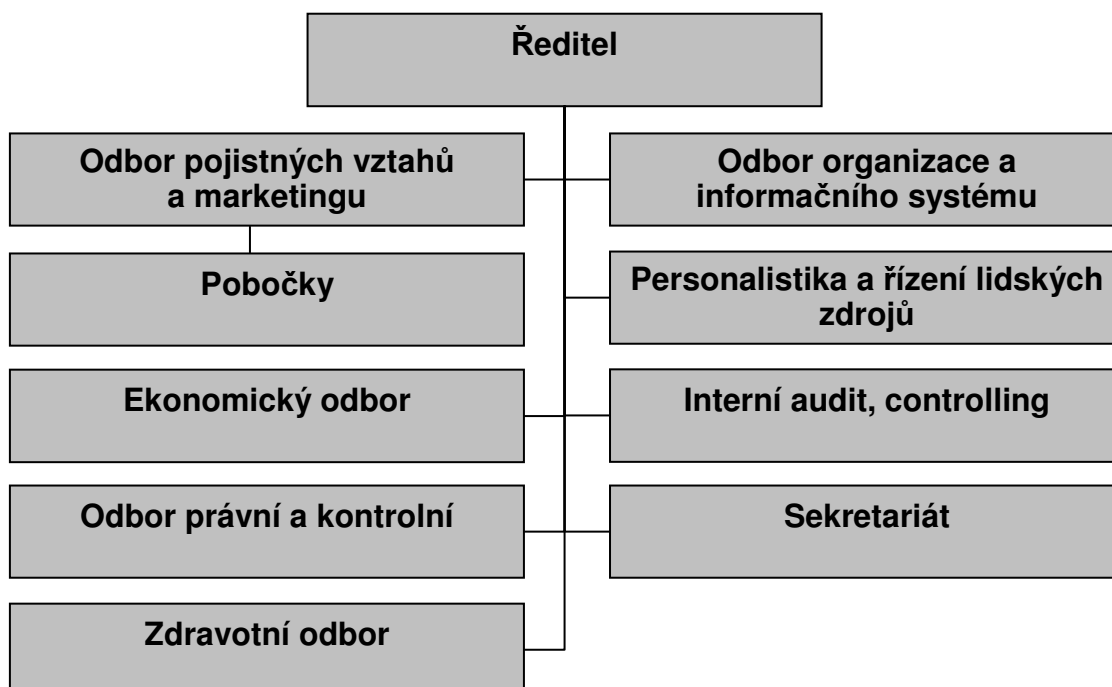 Ředitel
Odbor pojistných vztahů
a marketingu
Odbor organizace a
informačního systému
Pobočky
Personalistika a řízení lidských
zdrojů
Ekonomický odbor
Interní audit, controlling
Odbor právní a kontrolní
Sekretariát
Zdravotní odbor